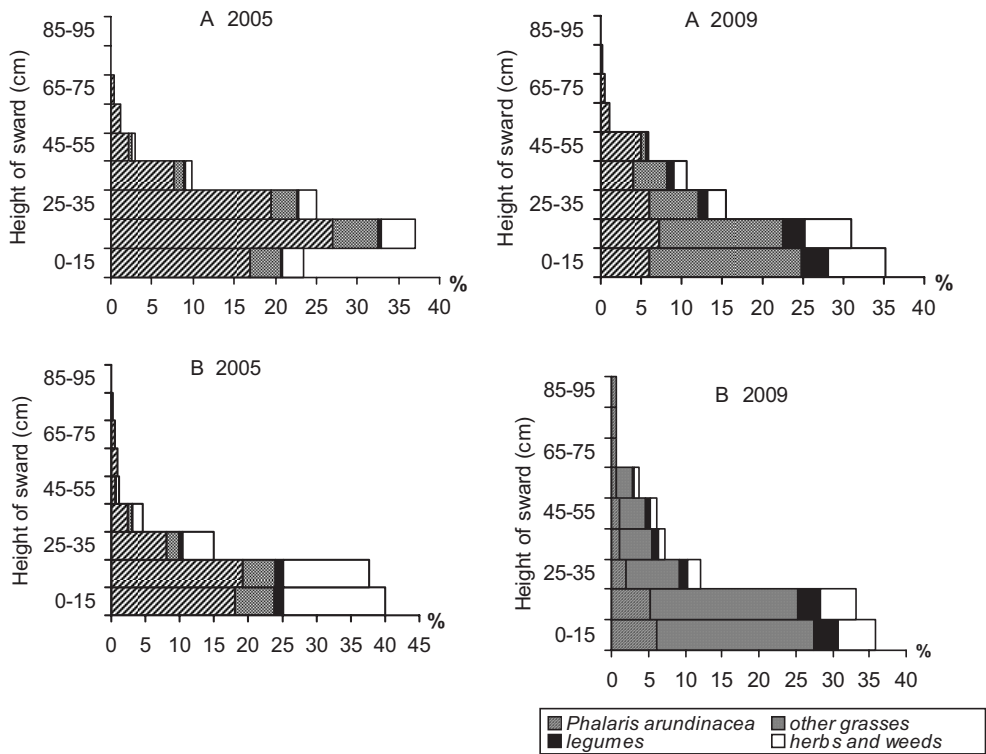 A 2005
Height of sward (cm)
85-95
65-75
45-55
25-35
0-15
0 5 10 15 20 25 30 35 40 %
A 2009
Height of sward (cm)
85-95
65-75
45-55
25-35
0-15
0 5 10 15 20 25 30 35 40 %
B 2005
Height of sward (cm)
85-95
65-75
45-55
25-35
0-15
0 5 10 15 20 25 30 35 40 45 %
B 2009
Height of sward (cm)
85-95
65-75
45-55
25-35
0-15
0 5 10 15 20 25 30 35 40 %
Phalaris arundinacea other grasses
legumes herbs and weeds